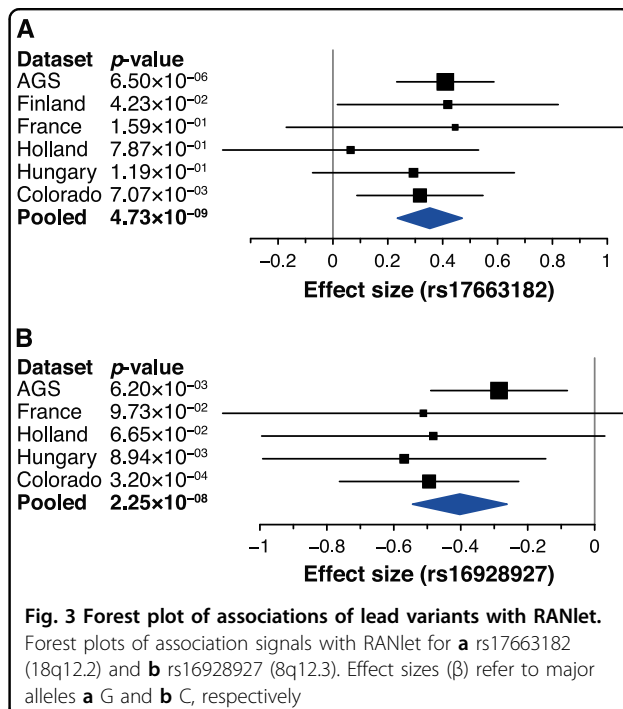 A
Dataset p-value
AGS 6.50×10⁻⁰⁶
Finland 4.23×10⁻⁰²
France 1.59×10⁻⁰¹
Holland 7.87×10⁻⁰¹
Hungary 1.19×10⁻⁰¹
Colorado 7.07×10⁻⁰³
Pooled 4.73×10⁻⁰⁹
−0.2 0 0.2 0.4 0.6 0.8 1
Effect size (rs17663182)
B
Dataset p-value
AGS 6.20×10⁻⁰³
France 9.73×10⁻⁰²
Holland 6.65×10⁻⁰²
Hungary 8.94×10⁻⁰³
Colorado 3.20×10⁻⁰⁴
Pooled 2.25×10⁻⁰⁸
−1 −0.8 −0.6 −0.4 −0.2 0
Effect size (rs16928927)
Fig. 3 Forest plot of associations of lead variants with RANlet.
Forest plots of association signals with RANlet for a rs17663182
(18q12.2) and b rs16928927 (8q12.3). Effect sizes (β) refer to major
alleles a G and b C, respectively